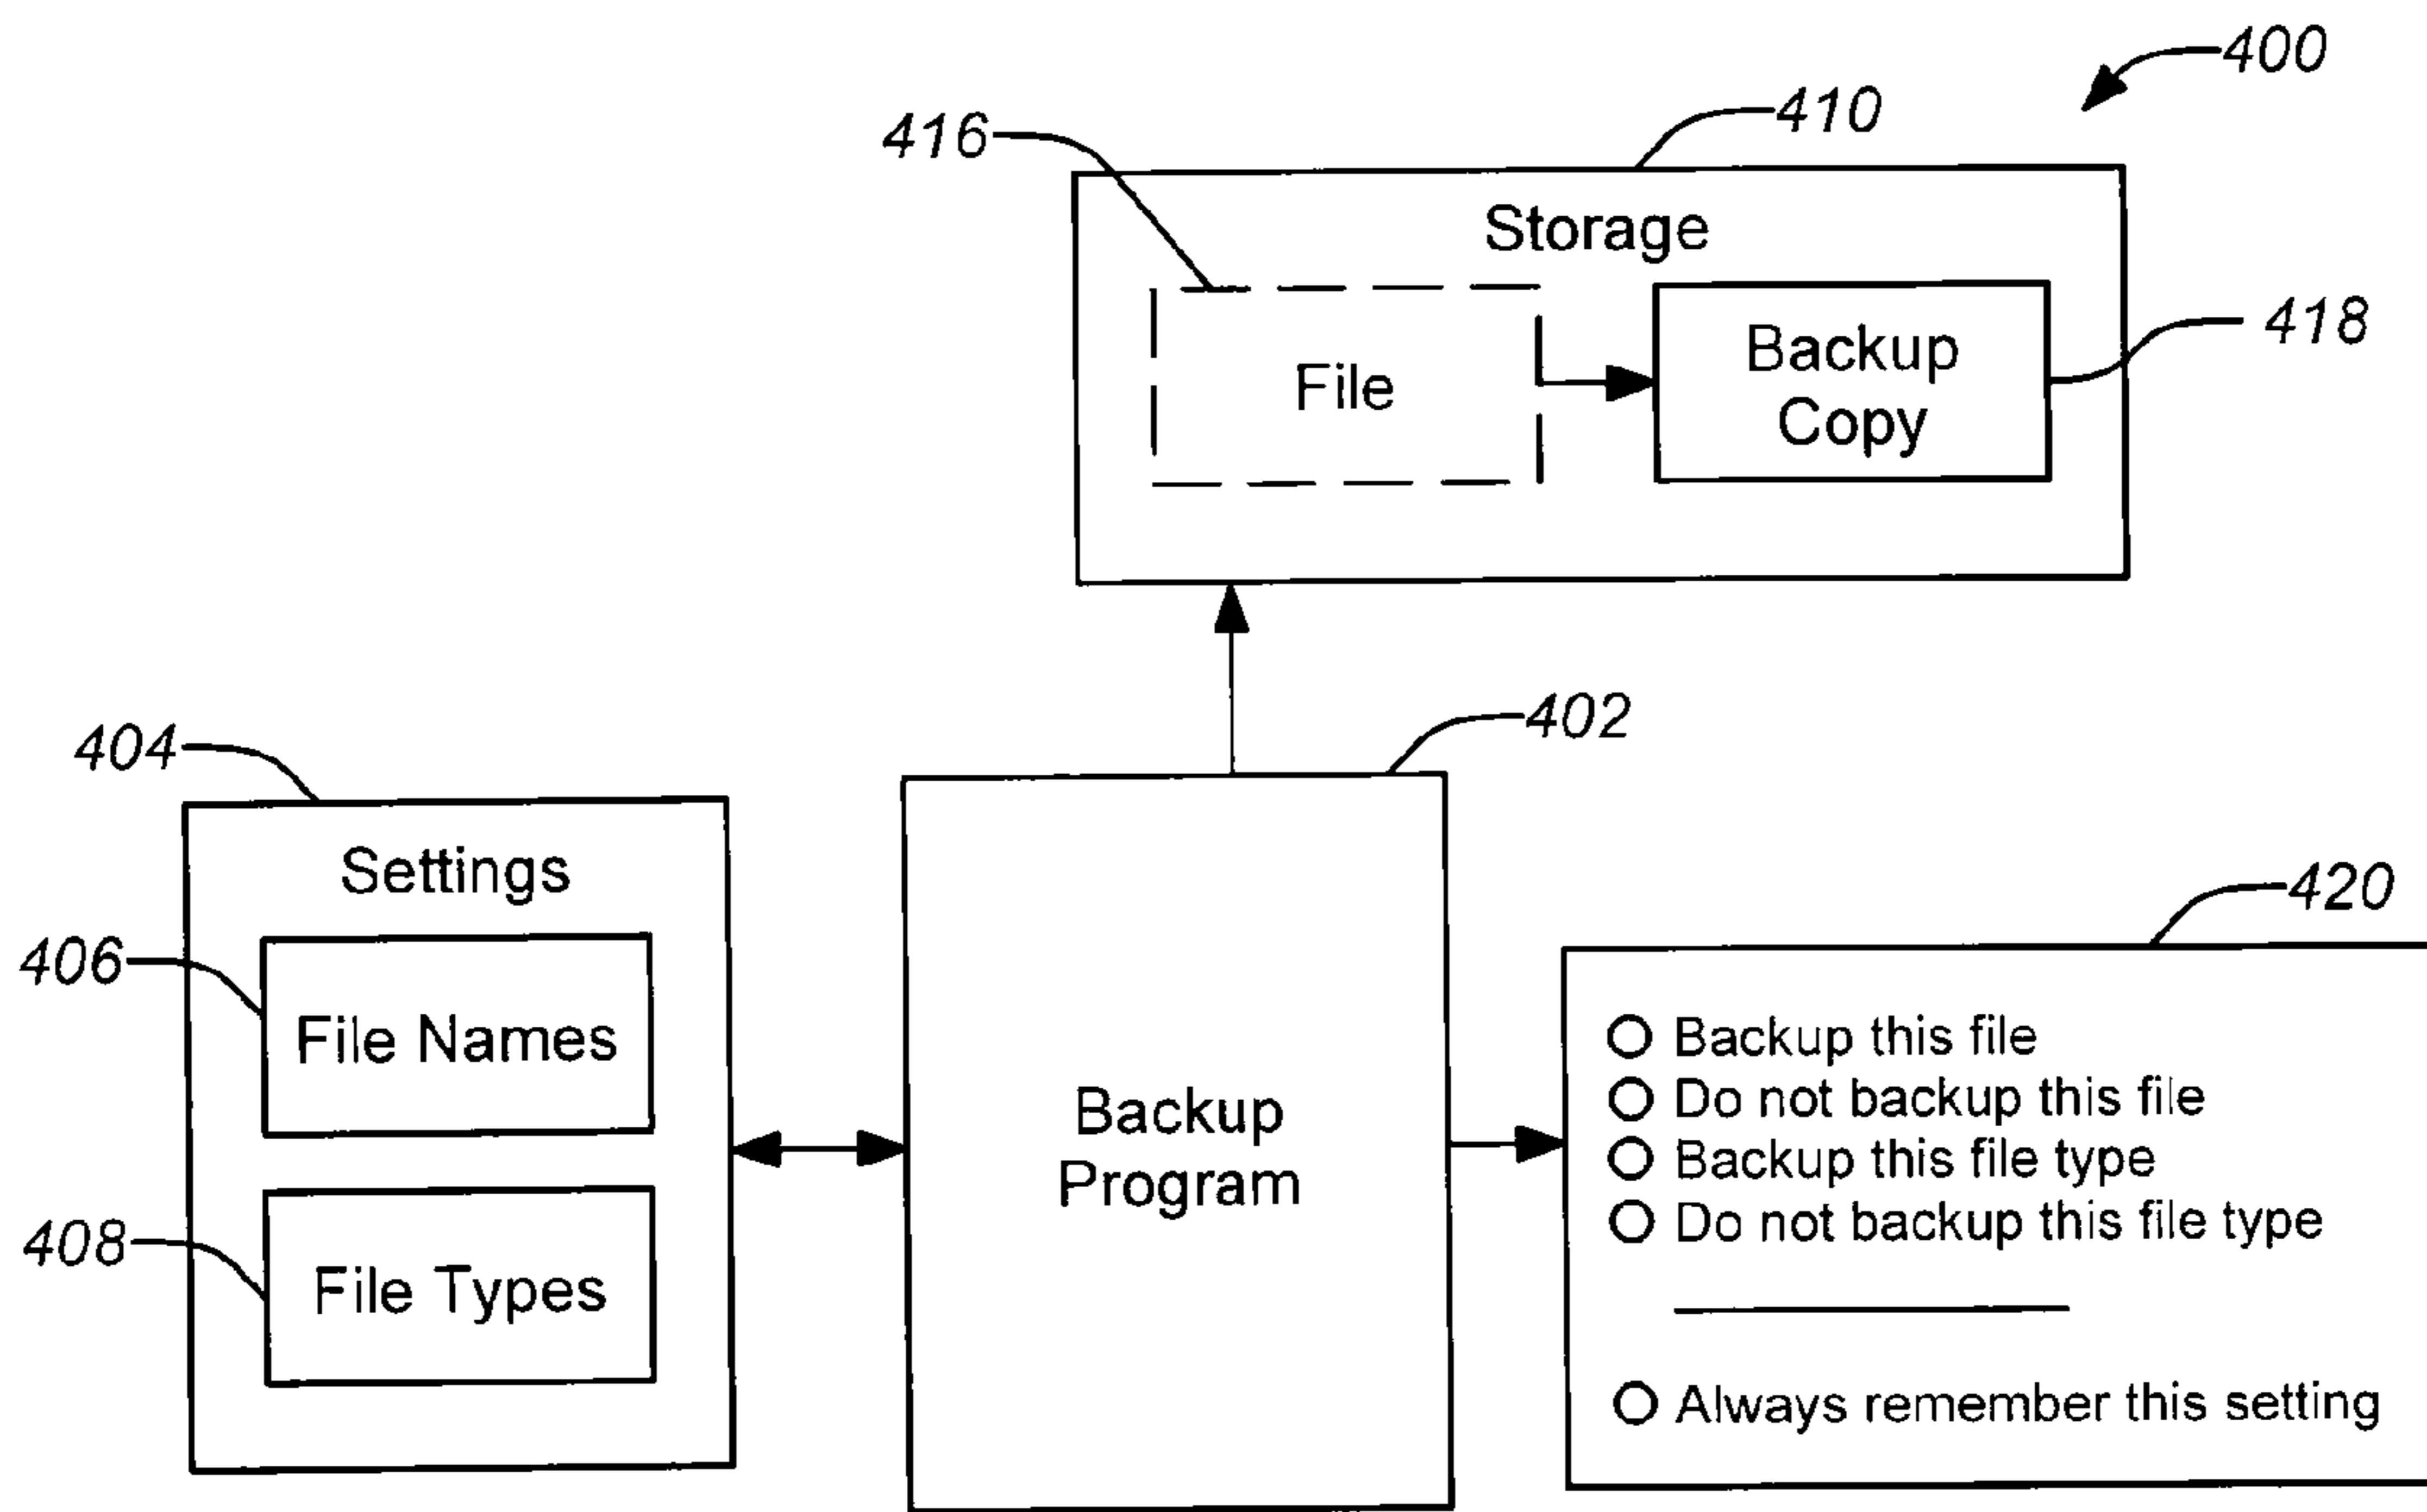 400
410
416
Storage
File
Backup
Copy
418
402
404
Settings
406
File Names
408
File Types
Backup
Program
420
Backup this file
Do not backup this file
Backup this file type
Do not backup this file type
Always remember this setting